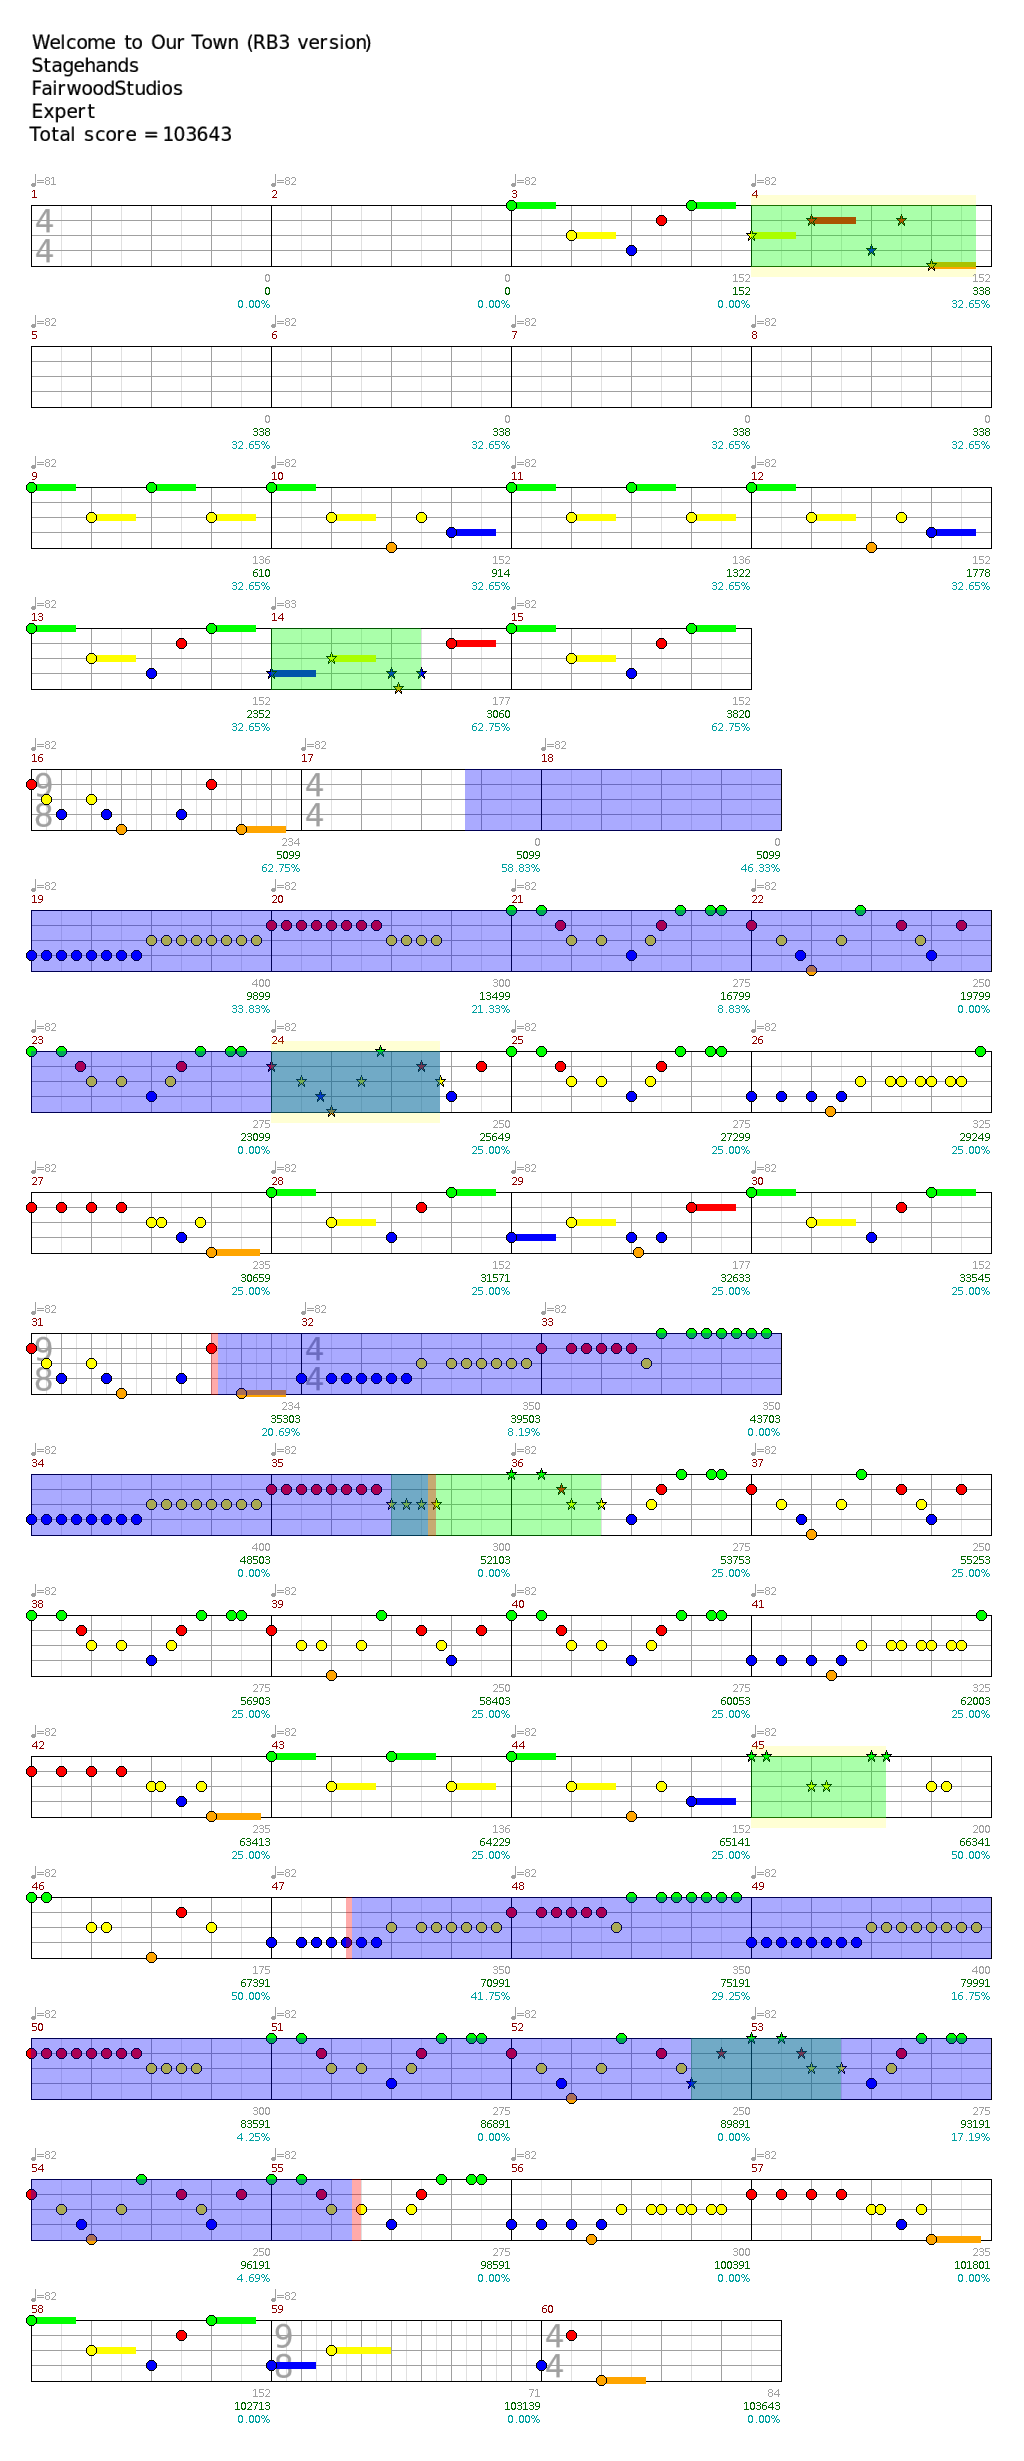 Welcome to Our Town (RB3 version)
Stagehands
FairwoodStudios
Expert
Total score = 103643
♩=81 ♩=82 ♩=82 ♩=82
1 2 3 4
4
4
0 0 152 152
0 0 152 338
0.00% 0.00% 0.00% 32.65%
♩=82 ♩=82 ♩=82 ♩=82
5 6 7 8
0 0 0 0
338 338 338 338
32.65% 32.65% 32.65% 32.65%
♩=82 ♩=82 ♩=82 ♩=82
9 10 11 12
136 152 136 152
610 914 1322 1778
32.65% 32.65% 32.65% 32.65%
♩=82 ♩=83 ♩=82
13 14 15
152 177 152
2352 3060 3820
32.65% 62.75% 62.75%
♩=82 ♩=82 ♩=82
16 17 18
9 4
8 4
234 0 0
5099 5099 5099
62.75% 58.83% 46.33%
♩=82 ♩=82 ♩=82 ♩=82
19 20 21 22
400 300 275 250
9899 13499 16799 19799
33.83% 21.33% 8.83% 0.00%
♩=82 ♩=82 ♩=82 ♩=82
23 24 25 26
275 250 275 325
23099 25649 27299 29249
0.00% 25.00% 25.00% 25.00%
♩=82 ♩=82 ♩=82 ♩=82
27 28 29 30
235 152 177 152
30659 31571 32633 33545
25.00% 25.00% 25.00% 25.00%
♩=82 ♩=82 ♩=82
31 32 33
9 4
8 4
234 350 350
35303 39503 43703
20.69% 8.19% 0.00%
♩=82 ♩=82 ♩=82 ♩=82
34 35 36 37
400 300 275 250
48503 52103 53753 55253
0.00% 0.00% 25.00% 25.00%
♩=82 ♩=82 ♩=82 ♩=82
38 39 40 41
275 250 275 325
56903 58403 60053 62003
25.00% 25.00% 25.00% 25.00%
♩=82 ♩=82 ♩=82 ♩=82
42 43 44 45
235 136 152 200
63413 64229 65141 66341
25.00% 25.00% 25.00% 50.00%
♩=82 ♩=82 ♩=82 ♩=82
46 47 48 49
175 350 350 400
67391 70991 75191 79991
50.00% 41.75% 29.25% 16.75%
♩=82 ♩=82 ♩=82 ♩=82
50 51 52 53
300 275 250 275
83591 86891 89891 93191
4.25% 0.00% 0.00% 17.19%
♩=82 ♩=82 ♩=82 ♩=82
54 55 56 57
250 275 300 235
96191 98591 100391 101801
4.69% 0.00% 0.00% 0.00%
♩=82 ♩=82
58 59 60
9 4
8 4
152 71 84
102713 103139 103643
0.00% 0.00% 0.00%